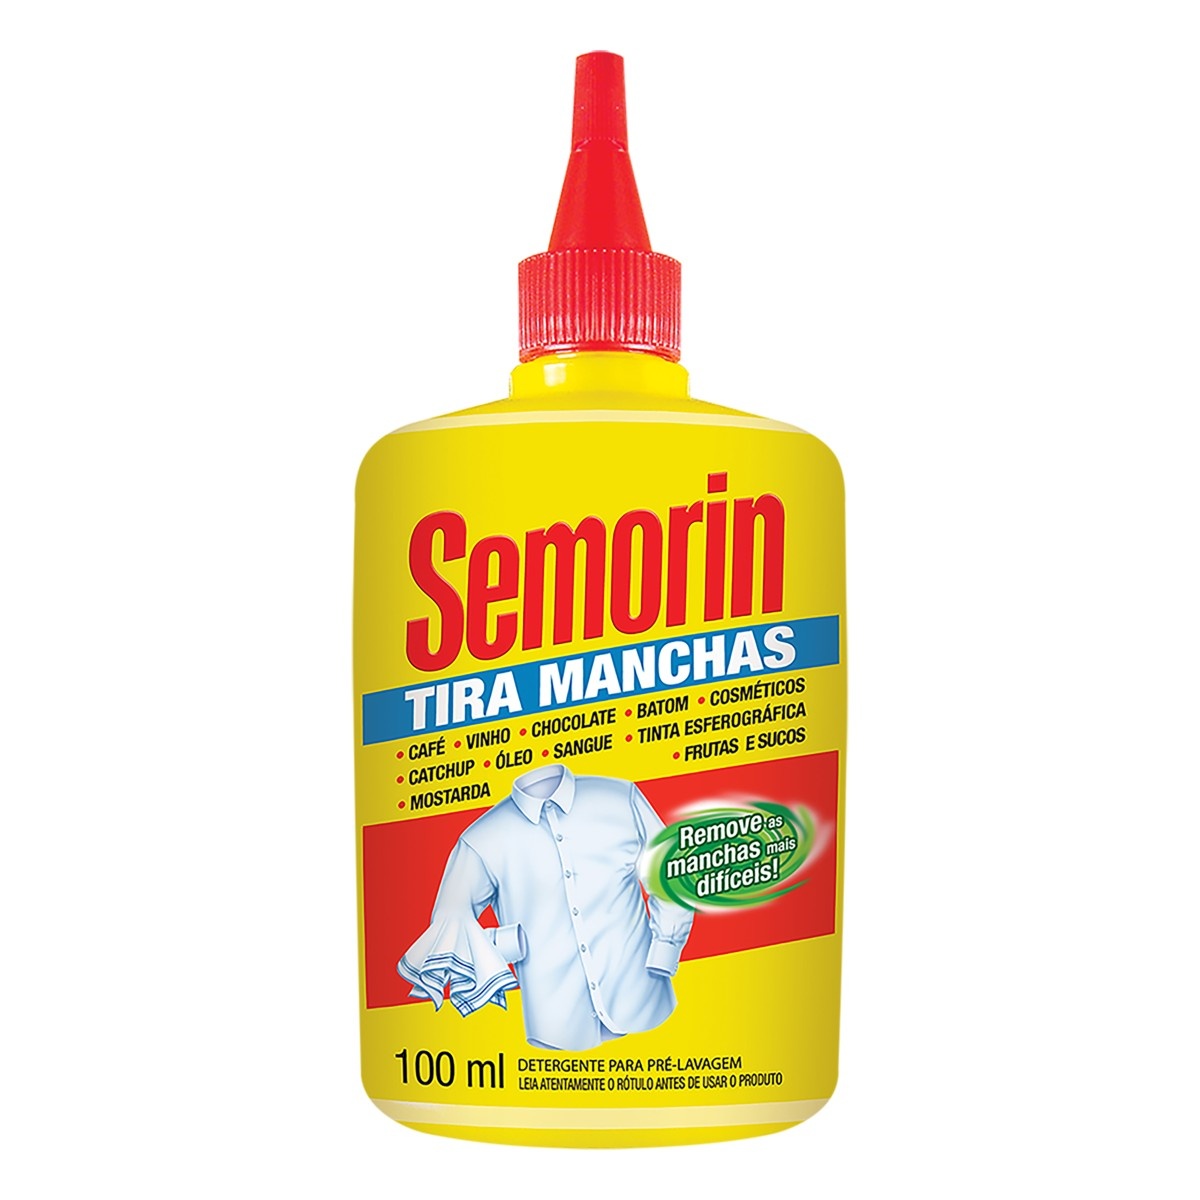 Semorin
TIRA MANCHAS
• CAFÉ • VINHO • CHOCOLATE • BATOM • COSMÉTICOS
• CATCHUP • ÓLEO • SANGUE • TINTA ESFEROGRÁFICA
• MOSTARDA • FRUTAS E SUCOS
Remove as
manchas mais
difíceis!
100 ml
DETERGENTE PARA PRÉ-LAVAGEM
LEIA ATENTAMENTE O RÓTULO ANTES DE USAR O PRODUTO